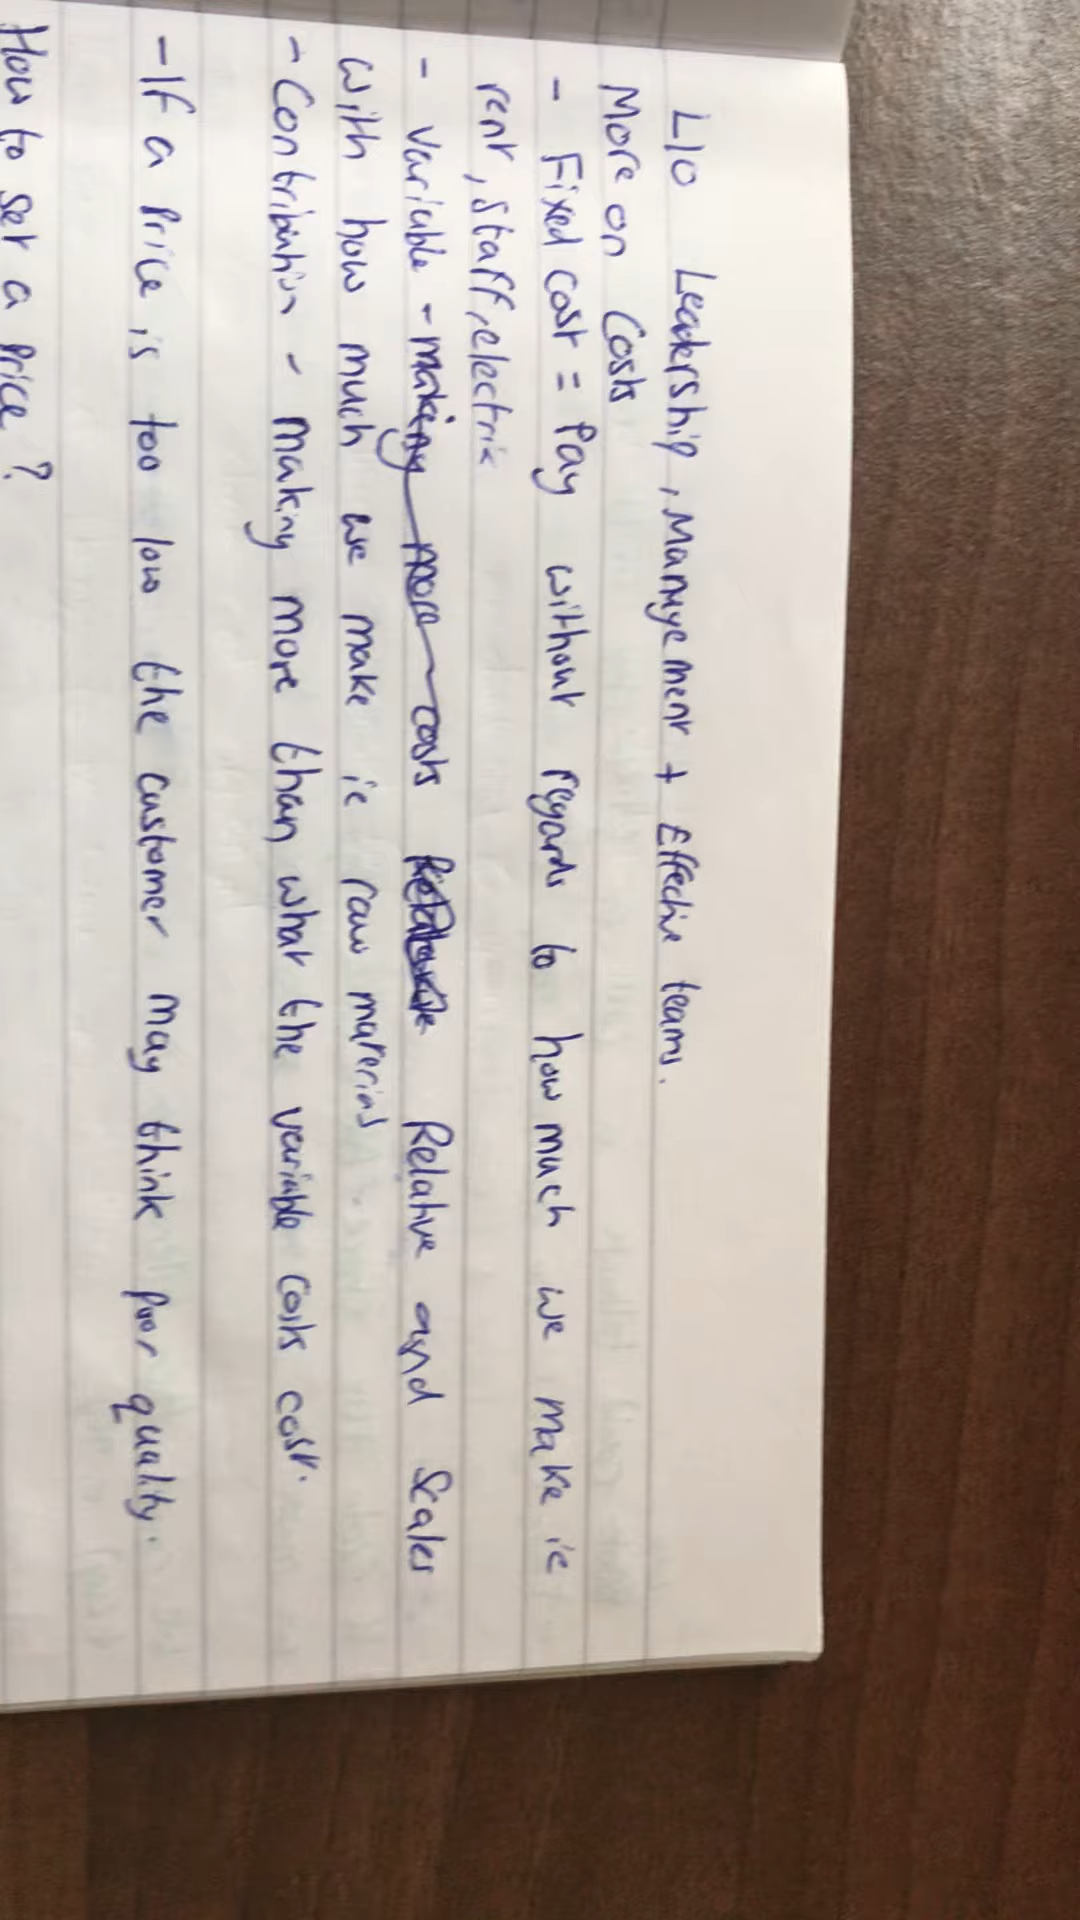 L10 Leadership, Management + Effective teams.
More on Costs
- Fixed cost = Pay without regards to how much we make ie
rent, staff, electric
- Variable - making more costs Relative and Scales
with how much we make ie raw materials
- Contribution - making more than what the variable costs cost.
- If a Price is too low the customer may think poor quality.
How to set a Price?